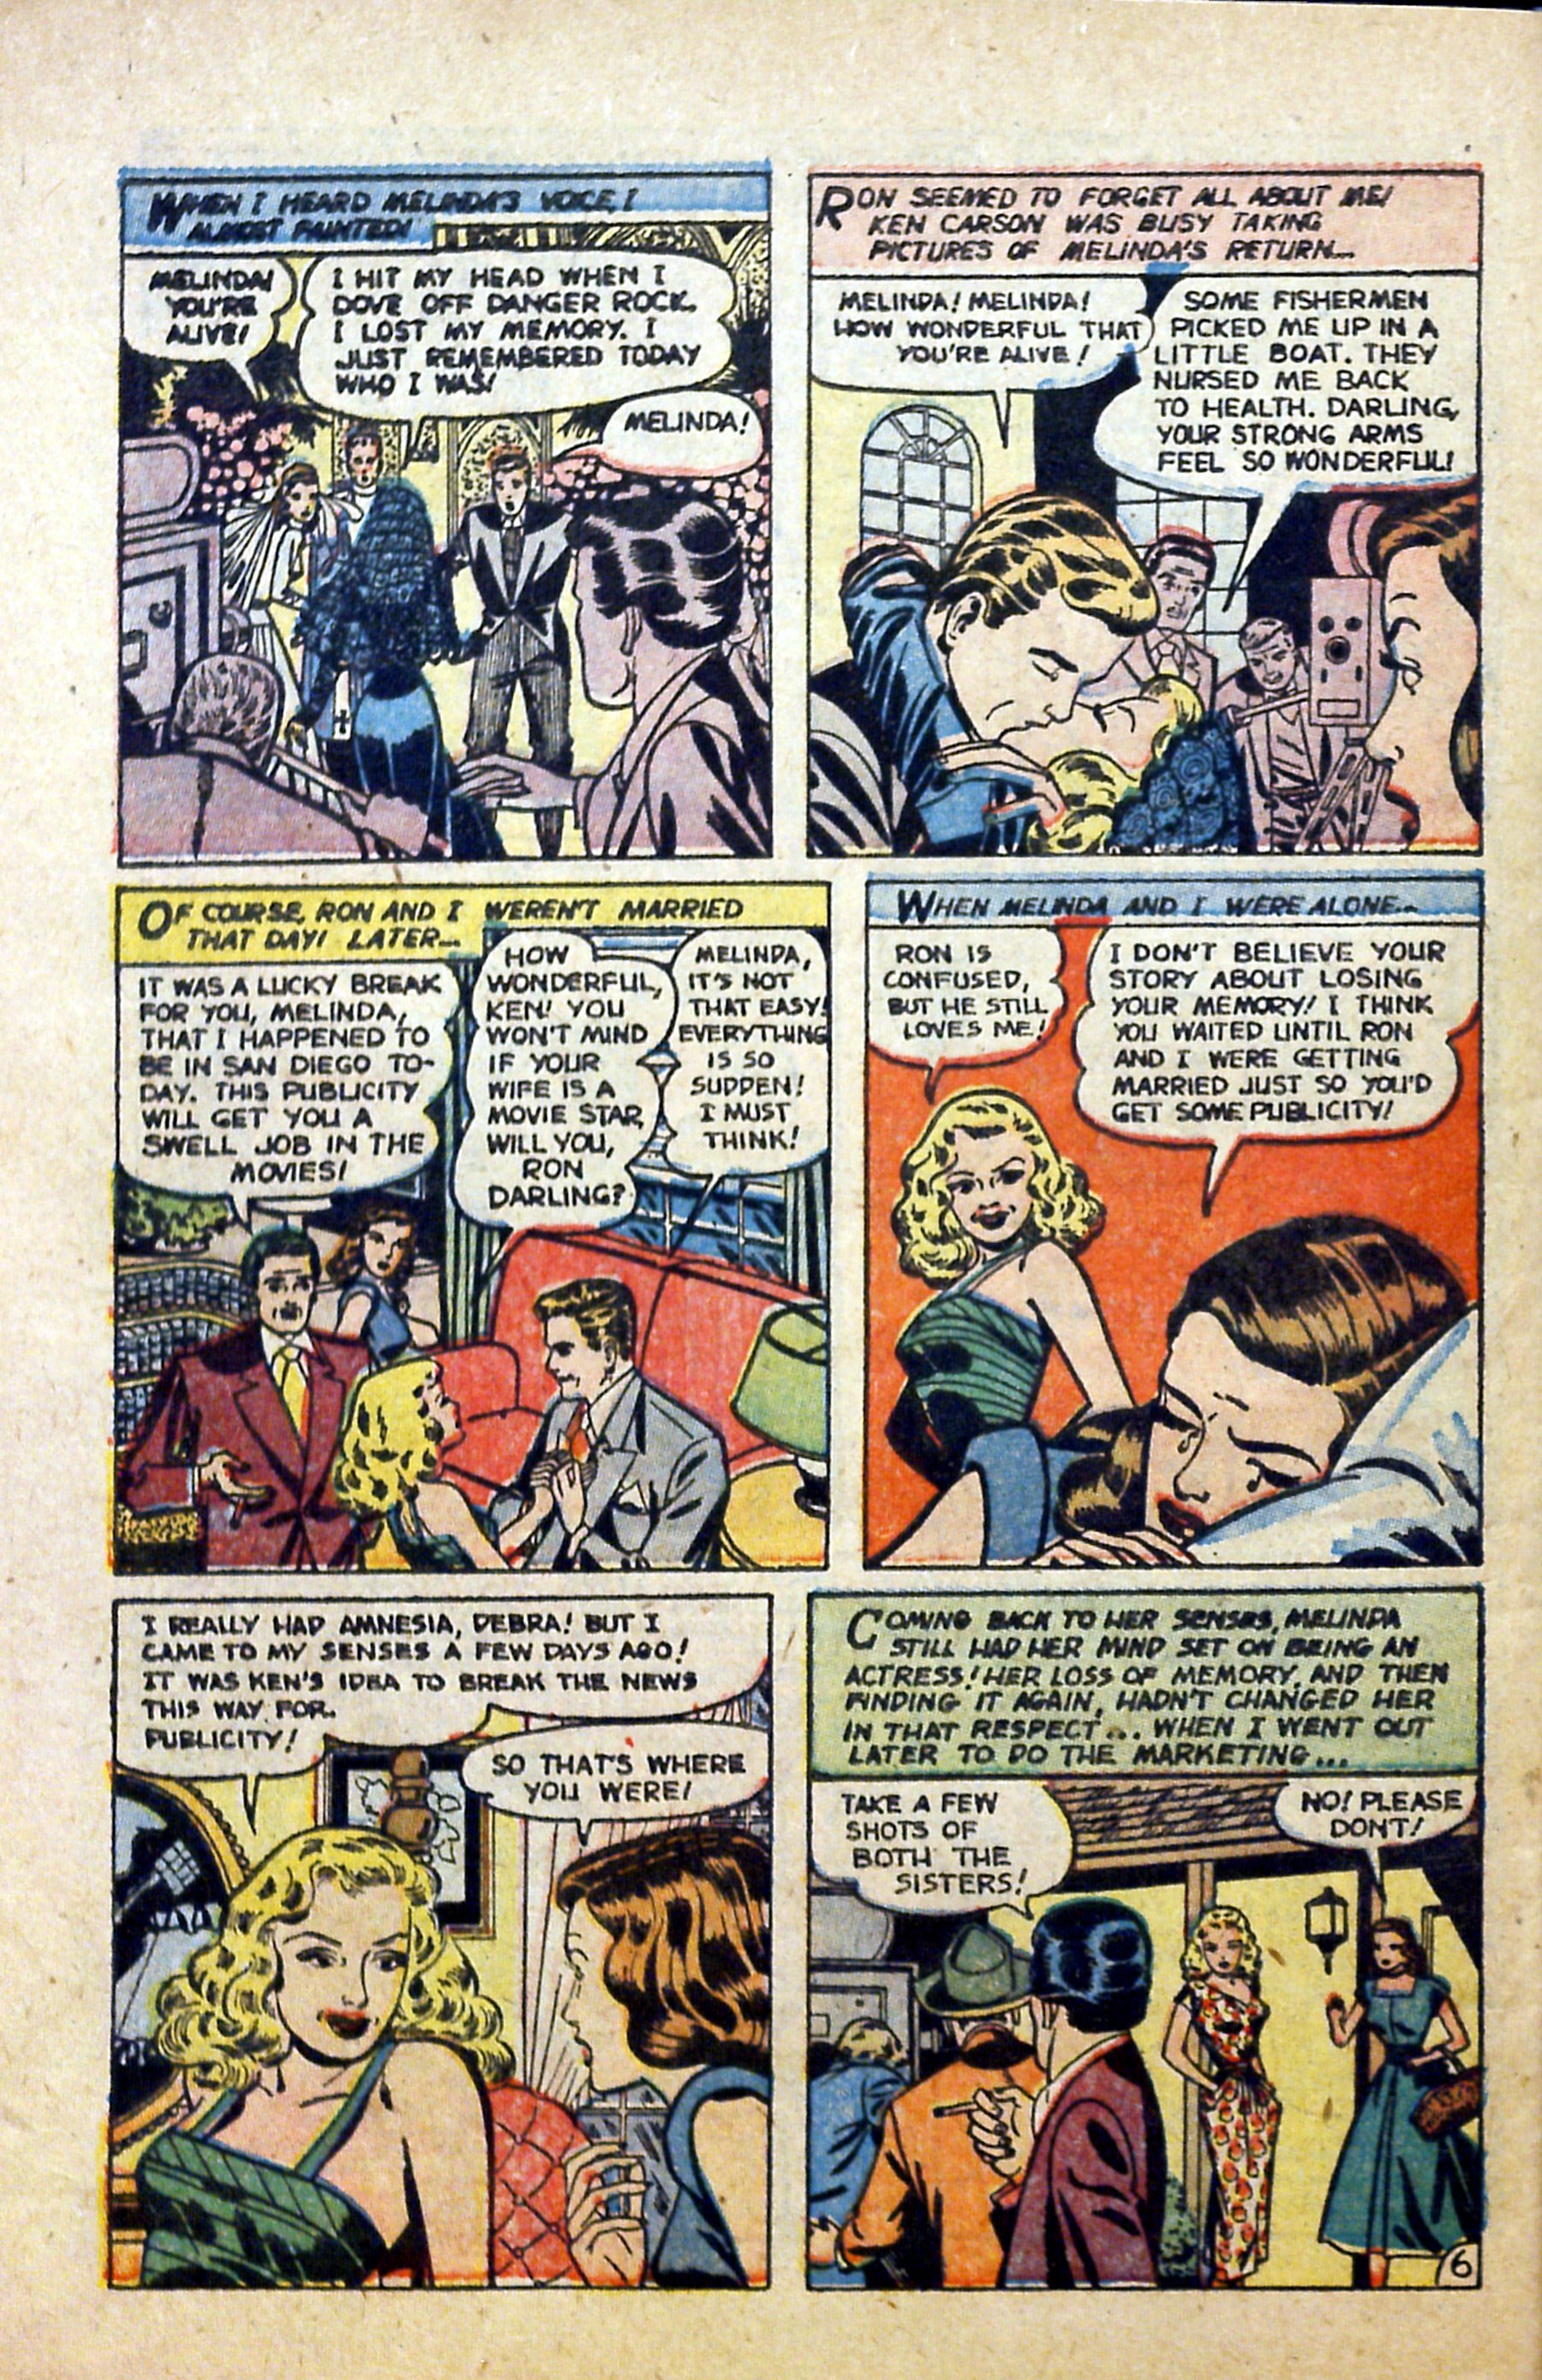 WHEN I HEARD MELINDA'S VOICE, I
ALMOST FAINTED!
MELINDA!
YOU'RE
ALIVE!
I HIT MY HEAD WHEN I
DOVE OFF DANGER ROCK.
I LOST MY MEMORY. I
JUST REMEMBERED TODAY
WHO I WAS!
MELINDA!
RON SEEMED TO FORGET ALL ABOUT ME!
KEN CARSON WAS BUSY TAKING
PICTURES OF MELINDA'S RETURN...
MELINDA! MELINDA!
HOW WONDERFUL THAT
YOU'RE ALIVE!
SOME FISHERMEN
PICKED ME UP IN A
LITTLE BOAT. THEY
NURSED ME BACK
TO HEALTH. DARLING,
YOUR STRONG ARMS
FEEL SO WONDERFUL!
OF COURSE, RON AND I WEREN'T MARRIED
THAT DAY! LATER...
IT WAS A LUCKY BREAK
FOR YOU, MELINDA,
THAT I HAPPENED TO
BE IN SAN DIEGO TO-
DAY. THIS PUBLICITY
WILL GET YOU A
SWELL JOB IN THE
MOVIES!
HOW
WONDERFUL,
KEN! YOU
WON'T MIND
IF YOUR
WIFE IS A
MOVIE STAR,
WILL YOU,
RON
DARLING?
MELINDA,
IT'S NOT
THAT EASY!
EVERYTHING
IS SO
SUDDEN!
I MUST
THINK!
WHEN MELINDA AND I WERE ALONE...
RON IS
CONFUSED,
BUT HE STILL
LOVES ME!
I DON'T BELIEVE YOUR
STORY ABOUT LOSING
YOUR MEMORY! I THINK
YOU WAITED UNTIL RON
AND I WERE GETTING
MARRIED JUST SO YOU'D
GET SOME PUBLICITY!
I REALLY HAD AMNESIA, DEBRA! BUT I
CAME TO MY SENSES A FEW DAYS AGO!
IT WAS KEN'S IDEA TO BREAK THE NEWS
THIS WAY FOR.
PUBLICITY!
SO THAT'S WHERE
YOU WERE!
COMING BACK TO HER SENSES, MELINDA
STILL HAD HER MIND SET ON BEING AN
ACTRESS! HER LOSS OF MEMORY, AND THEN
FINDING IT AGAIN, HADN'T CHANGED HER
IN THAT RESPECT... WHEN I WENT OUT
LATER TO DO THE MARKETING...
TAKE A FEW
SHOTS OF
BOTH THE
SISTERS!
NO! PLEASE
DONT!
6